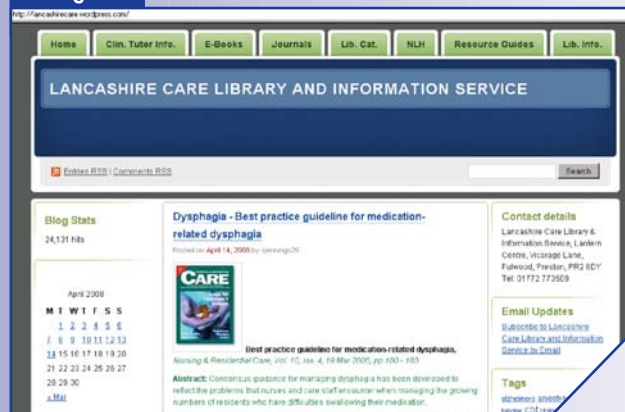 http://lancashirecare.wordpress.com/
Home
Clin. Tutor Info.
E-Books
Journals
Lib. Cat.
NLH
Resource Guides
Lib. Info.
LANCASHIRE CARE LIBRARY AND INFORMATION SERVICE
Entries RSS | Comments RSS
Search
Blog Stats
24,131 hits
April 2008
M T W T F S S
1 2 3 4 5 6
7 8 9 10 11 12 13
14 15 16 17 18 19 20
21 22 23 24 25 26 27
28 29 30
« Mar
Dysphagia - Best practice guideline for medication-
related dysphagia
Posted on April 14, 2008 by sjennings29
CARE
Best practice guideline for medication-related dysphagia,
Nursing & Residential Care, Vol. 10, Iss. 4, 19 Mar 2008, pp 100 - 103
Abstract: Consensus guidance for managing dysphagia has been developed to
reflect the problems that nurses and care staff encounter when managing the growing
numbers of residents who have difficulties swallowing their medication.
Contact details
Lancashire Care Library &
Information Service, Lantern
Centre, Vicarage Lane,
Fulwood, Preston, PR2 8DY
Tel: 01772 773509
Email Updates
Subscribe to Lancashire
Care Library and Information
Service by Email
Tags
alzheimers